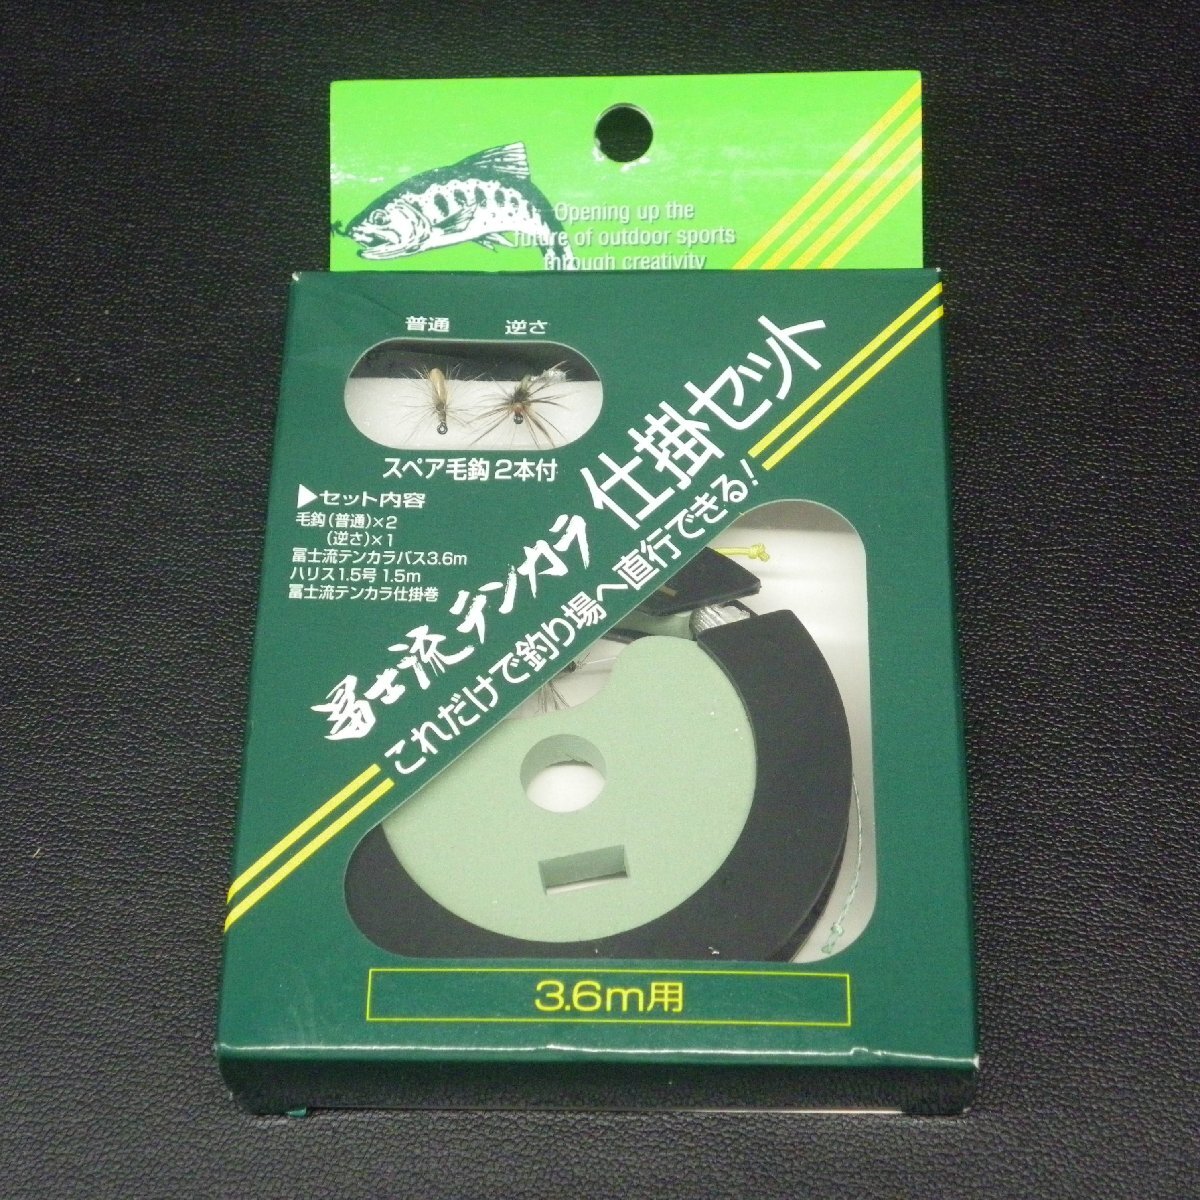 Opening up the
future of outdoor sports
through creativity
普通 逆さ
スペア毛鈎2本付
▶セット内容
毛鈎(普通)×2
(逆さ)×1
冨士流テンカラバス3.6m
ハリス1.5号 1.5m
冨士流テンカラ仕掛巻
冨士流テンカラ仕掛セット
これだけで釣り場へ直行できる!
3.6m用